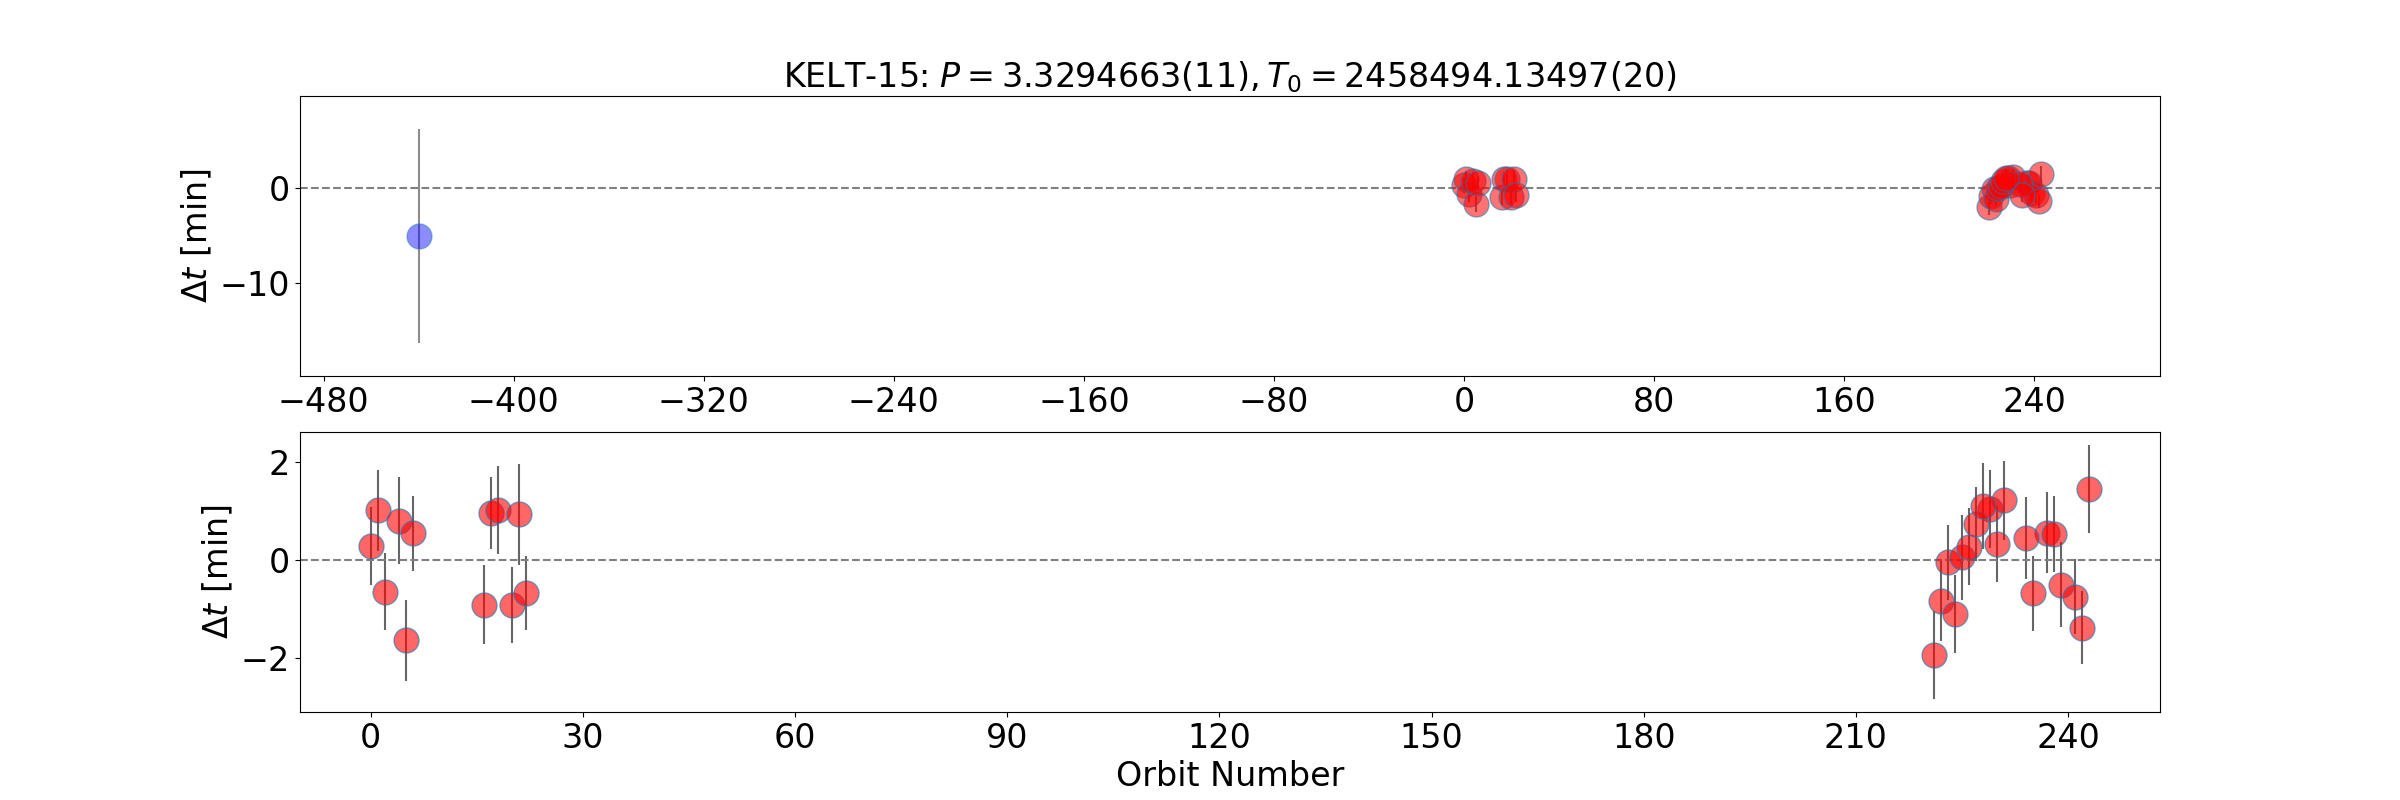 KELT-15: P = 3.3294663(11), T₀ = 2458494.13497(20)
Δt [min]
0
−10
−480 −400 −320 −240 −160 −80 0 80 160 240
Δt [min]
2
0
−2
0 30 60 90 120 150 180 210 240
Orbit Number